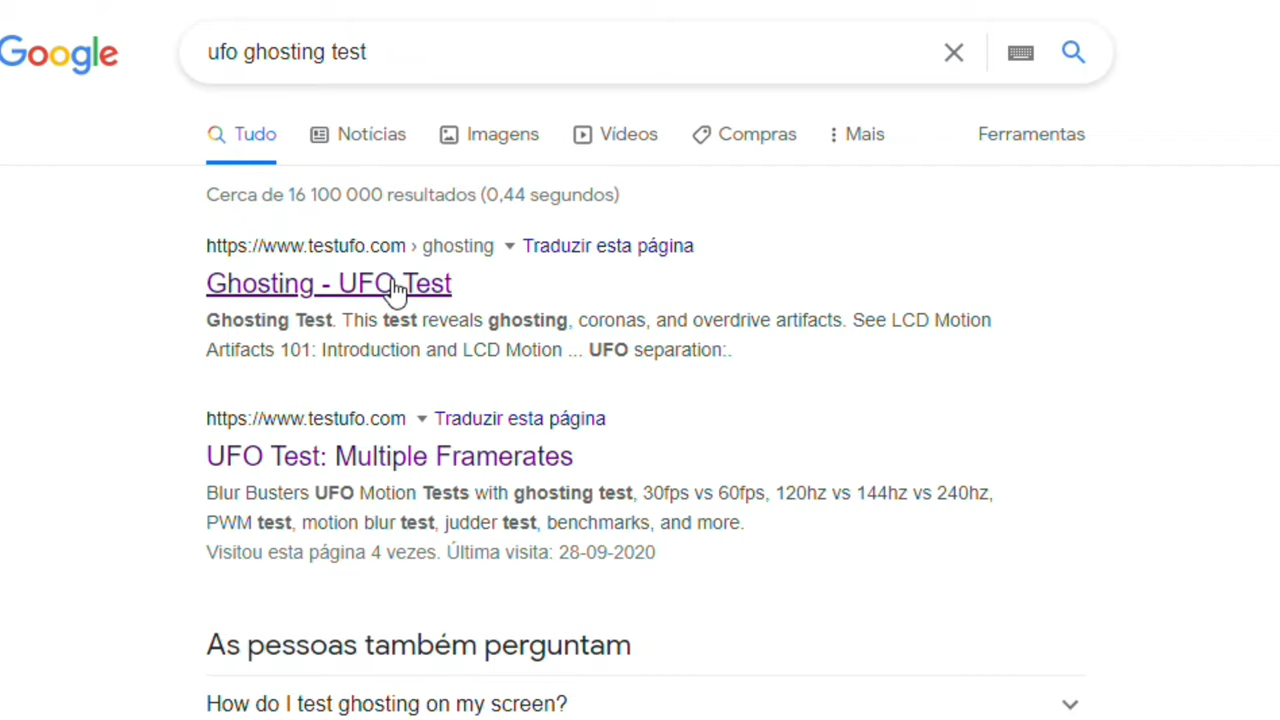 Google
ufo ghosting test
Tudo Notícias Imagens Vídeos Compras Mais Ferramentas
Cerca de 16 100 000 resultados (0,44 segundos)
https://www.testufo.com › ghosting Traduzir esta página
Ghosting - UFO Test
Ghosting Test. This test reveals ghosting, coronas, and overdrive artifacts. See LCD Motion
Artifacts 101: Introduction and LCD Motion ... UFO separation:.
https://www.testufo.com Traduzir esta página
UFO Test: Multiple Framerates
Blur Busters UFO Motion Tests with ghosting test, 30fps vs 60fps, 120hz vs 144hz vs 240hz,
PWM test, motion blur test, judder test, benchmarks, and more.
Visitou esta página 4 vezes. Última visita: 28-09-2020
As pessoas também perguntam
How do I test ghosting on my screen?